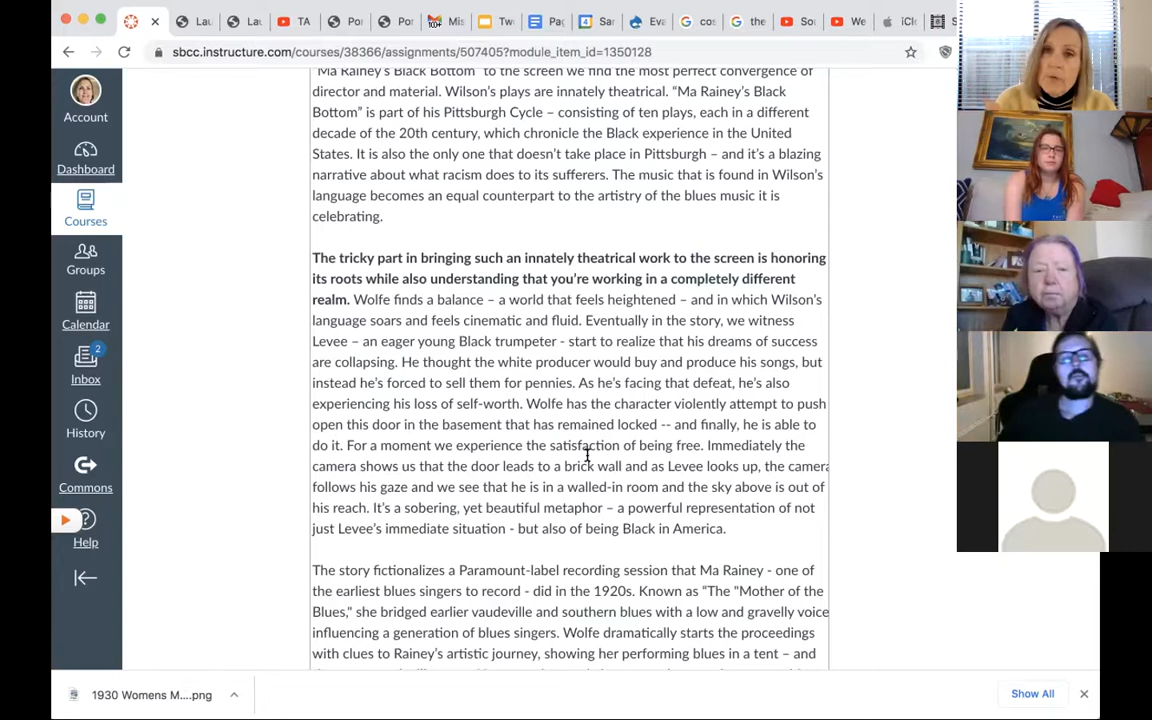 Lau
Lau
TA
Por
Por
100+
Mis
Two
Pag
4
San
Eva
cos
the
Sou
We
iClo
sbcc.instructure.com/courses/38366/assignments/507405?module_item_id=1350128
Account
Dashboard
Courses
Groups
Calendar
2
Inbox
History
Commons
Help
"Ma Rainey's Black Bottom" to the screen we find the most perfect convergence of
director and material. Wilson's plays are innately theatrical. "Ma Rainey's Black
Bottom" is part of his Pittsburgh Cycle – consisting of ten plays, each in a different
decade of the 20th century, which chronicle the Black experience in the United
States. It is also the only one that doesn't take place in Pittsburgh – and it's a blazing
narrative about what racism does to its sufferers. The music that is found in Wilson's
language becomes an equal counterpart to the artistry of the blues music it is
celebrating.
The tricky part in bringing such an innately theatrical work to the screen is honoring
its roots while also understanding that you're working in a completely different
realm. Wolfe finds a balance – a world that feels heightened – and in which Wilson's
language soars and feels cinematic and fluid. Eventually in the story, we witness
Levee – an eager young Black trumpeter - start to realize that his dreams of success
are collapsing. He thought the white producer would buy and produce his songs, but
instead he's forced to sell them for pennies. As he's facing that defeat, he's also
experiencing his loss of self-worth. Wolfe has the character violently attempt to push
open this door in the basement that has remained locked -- and finally, he is able to
do it. For a moment we experience the satisfaction of being free. Immediately the
camera shows us that the door leads to a brick wall and as Levee looks up, the camera
follows his gaze and we see that he is in a walled-in room and the sky above is out of
his reach. It's a sobering, yet beautiful metaphor – a powerful representation of not
just Levee's immediate situation - but also of being Black in America.
The story fictionalizes a Paramount-label recording session that Ma Rainey - one of
the earliest blues singers to record - did in the 1920s. Known as "The "Mother of the
Blues," she bridged earlier vaudeville and southern blues with a low and gravelly voice
influencing a generation of blues singers. Wolfe dramatically starts the proceedings
with clues to Rainey's artistic journey, showing her performing blues in a tent – and
1930 Womens M....png
Show All